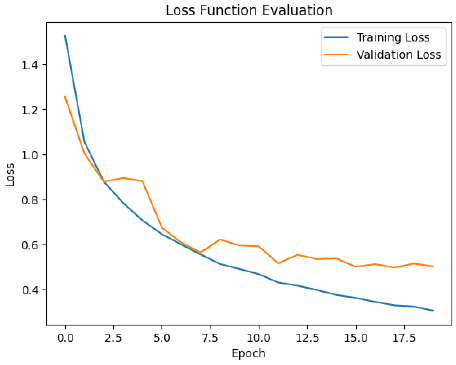 Loss Function Evaluation
Training Loss
Validation Loss
1.4
1.2
1.0
0.8
0.6
0.4
Loss
0.0 2.5 5.0 7.5 10.0 12.5 15.0 17.5
Epoch